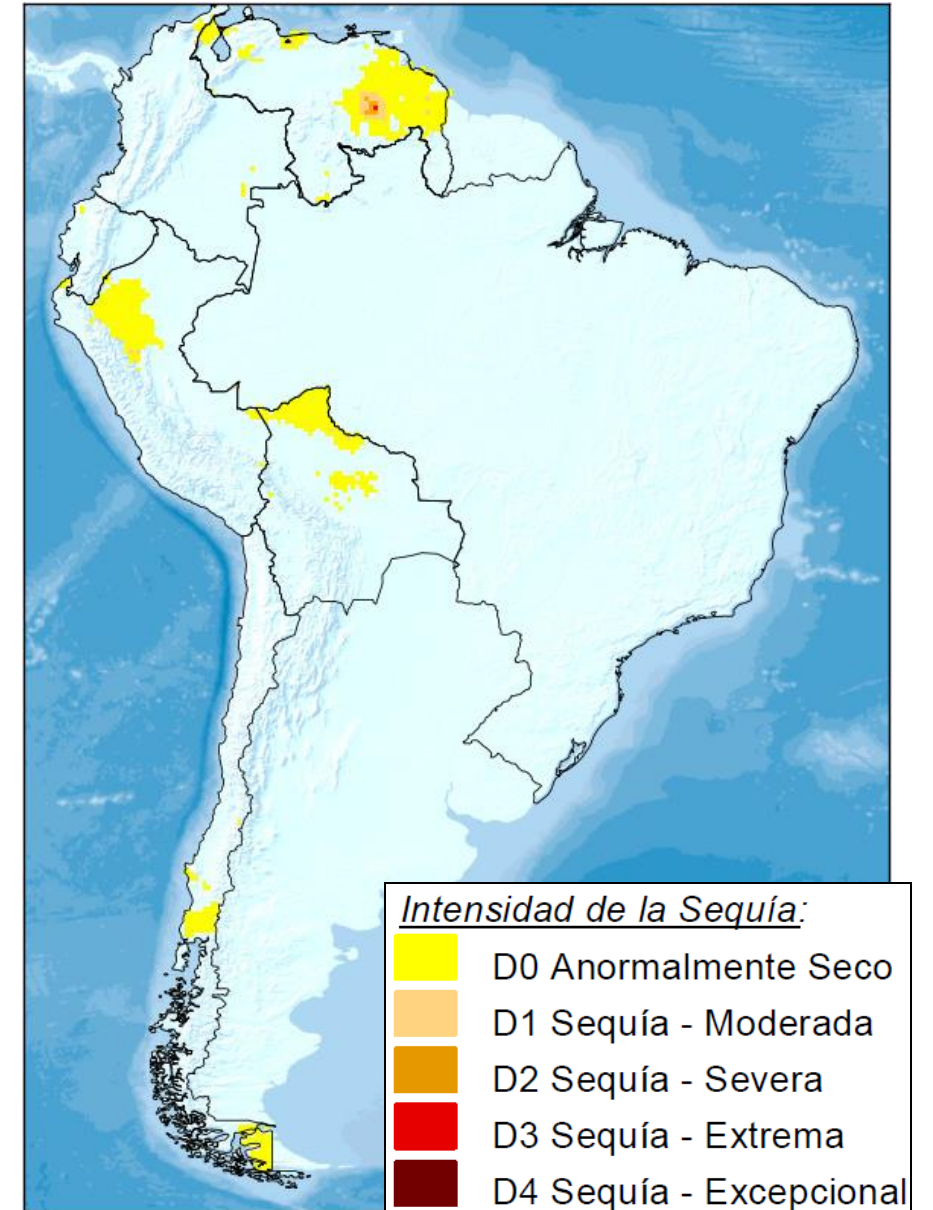 Intensidad de la Sequía:
D0 Anormalmente Seco
D1 Sequía - Moderada
D2 Sequía - Severa
D3 Sequía - Extrema
D4 Sequía - Excepcional